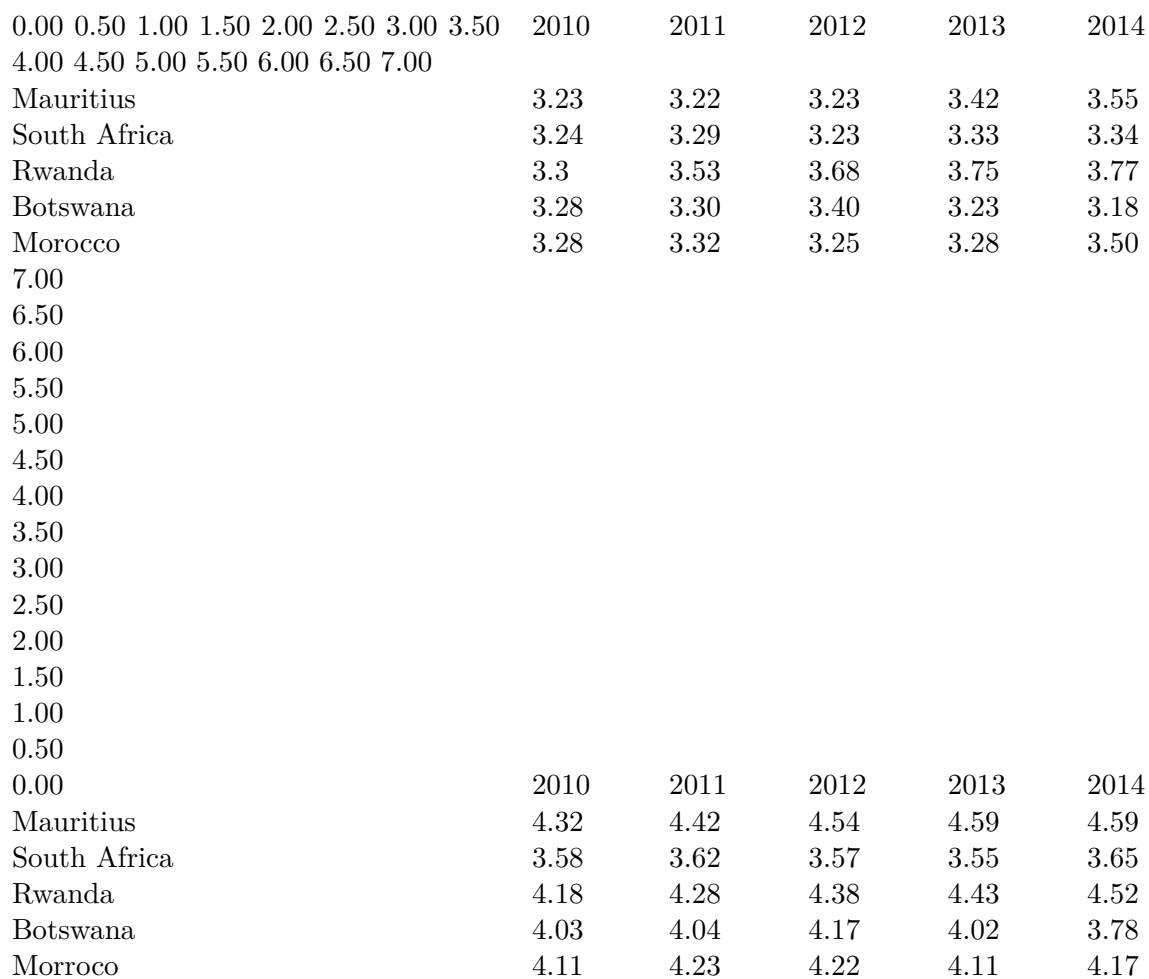 0.00 0.50 1.00 1.50 2.00 2.50 3.00 3.50 2010 2011 2012 2013 2014
4.00 4.50 5.00 5.50 6.00 6.50 7.00
Mauritius 3.23 3.22 3.23 3.42 3.55
South Africa 3.24 3.29 3.23 3.33 3.34
Rwanda 3.3 3.53 3.68 3.75 3.77
Botswana 3.28 3.30 3.40 3.23 3.18
Morocco 3.28 3.32 3.25 3.28 3.50
7.00
6.50
6.00
5.50
5.00
4.50
4.00
3.50
3.00
2.50
2.00
1.50
1.00
0.50
0.00 2010 2011 2012 2013 2014
Mauritius 4.32 4.42 4.54 4.59 4.59
South Africa 3.58 3.62 3.57 3.55 3.65
Rwanda 4.18 4.28 4.38 4.43 4.52
Botswana 4.03 4.04 4.17 4.02 3.78
Morroco 4.11 4.23 4.22 4.11 4.17